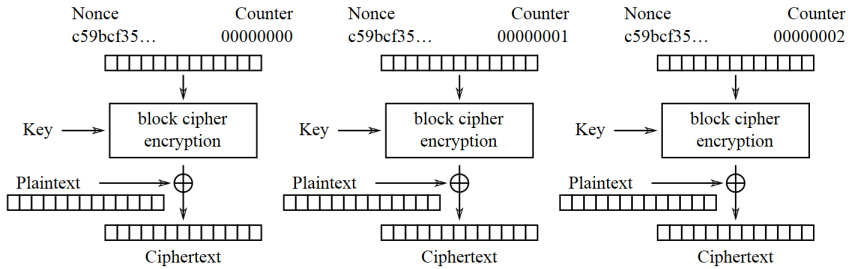 Nonce Counter Nonce Counter Nonce Counter
c59bcf35… 00000000 c59bcf35… 00000001 c59bcf35… 00000002
block cipher block cipher block cipher
Key encryption Key encryption Key encryption
Plaintext Plaintext Plaintext
Ciphertext Ciphertext Ciphertext